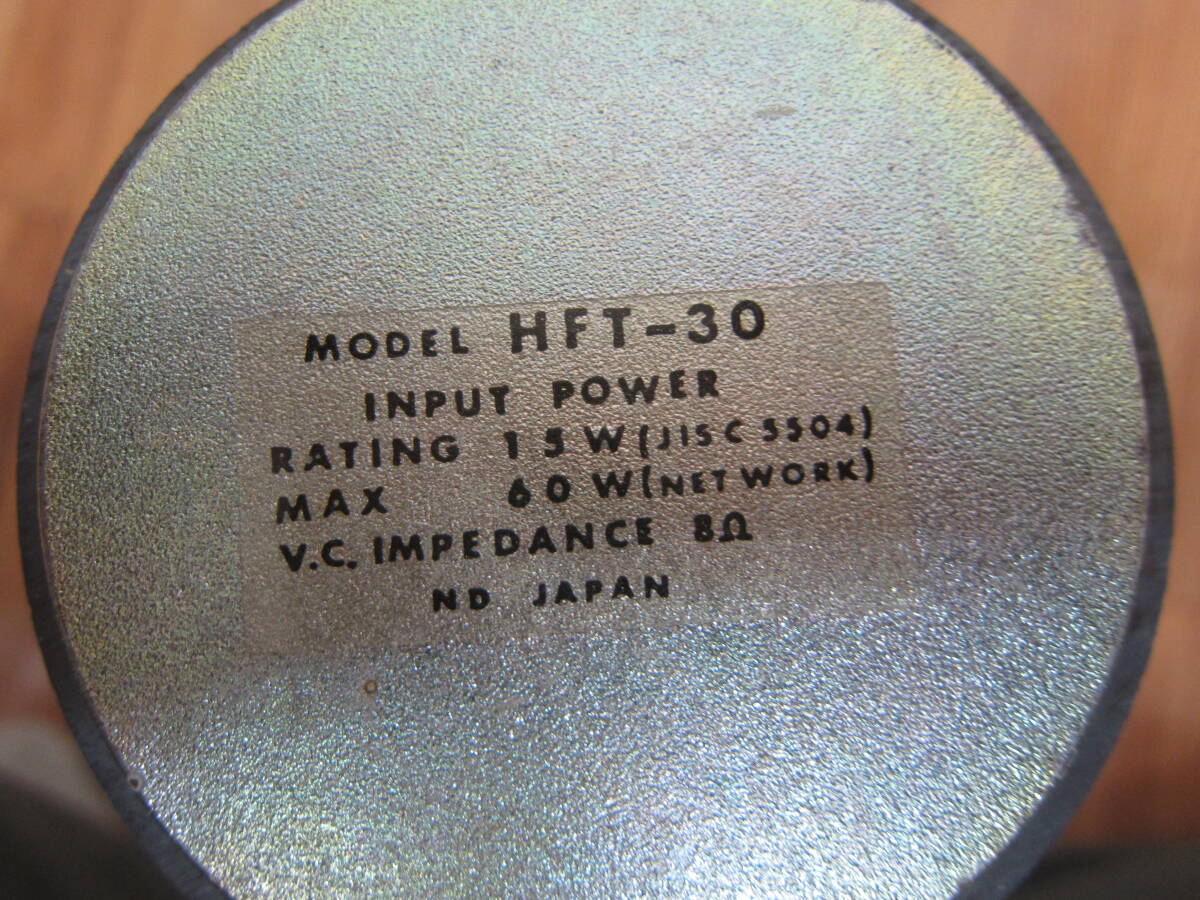 MODEL HFT-30
INPUT POWER
RATING 15W(JIS C 5504)
MAX 60W(NETWORK)
V.C. IMPEDANCE 8Ω
ND JAPAN